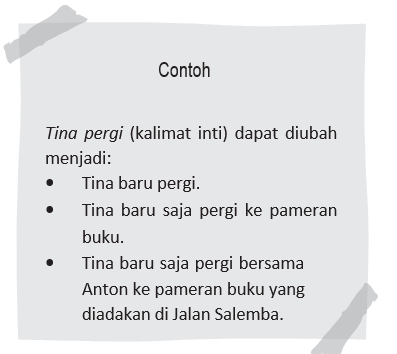 Contoh
Tina pergi (kalimat inti) dapat diubah
menjadi:
• Tina baru pergi.
• Tina baru saja pergi ke pameran
buku.
• Tina baru saja pergi bersama
Anton ke pameran buku yang
diadakan di Jalan Salemba.